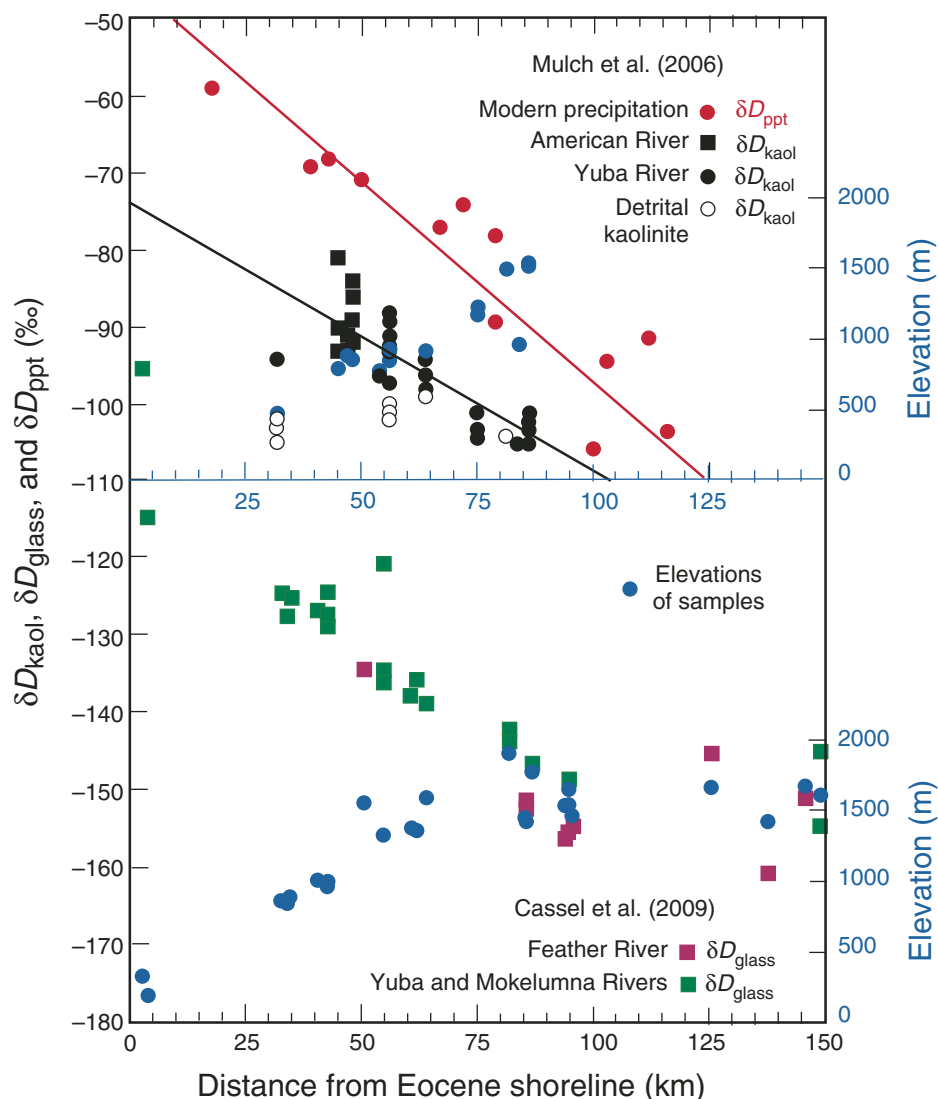 −50
−60
−70
−80
−90
−100
−110
−120
−130
−140
−150
−160
−170
−180
δDkaol, δDglass, and δDppt (‰)
Mulch et al. (2006)
Modern precipitation δDppt
American River δDkaol
Yuba River δDkaol
Detrital δDkaol
kaolinite
2000
1500
1000
500
0
Elevation (m)
25 50 75 100 125
Elevations
of samples
2000
1500
1000
500
0
Elevation (m)
Cassel et al. (2009)
Feather River δDglass
Yuba and Mokelumna Rivers δDglass
0 25 50 75 100 125 150
Distance from Eocene shoreline (km)